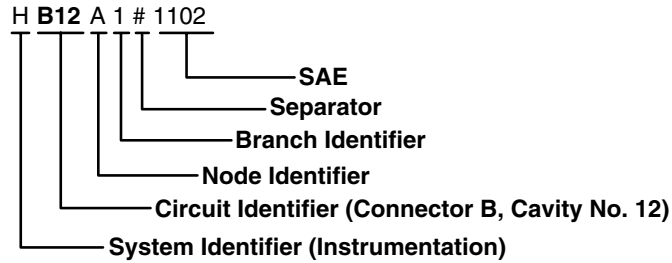 H B12 A 1 # 1102
SAE
Separator
Branch Identifier
Node Identifier
Circuit Identifier (Connector B, Cavity No. 12)
System Identifier (Instrumentation)